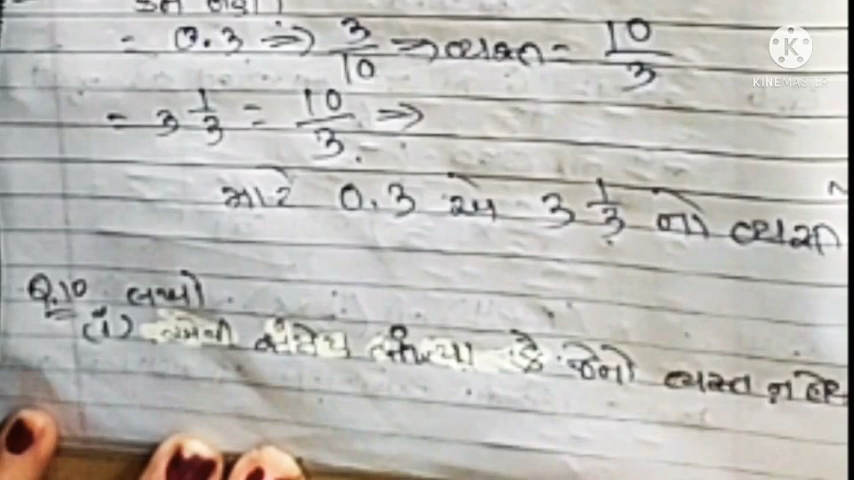 = 0.3 ⇒ 3/10 ⇒ વ્યસ્ત = 10/3
= 3 1/3 = 10/3 ⇒
માટે 0.3 એ 3 1/3 નો વ્યસ્ત
Q.10 લખો
(i) એવી સંમેય સંખ્યા કે જેનો વ્યસ્ત ન હોય
KINEMASTER